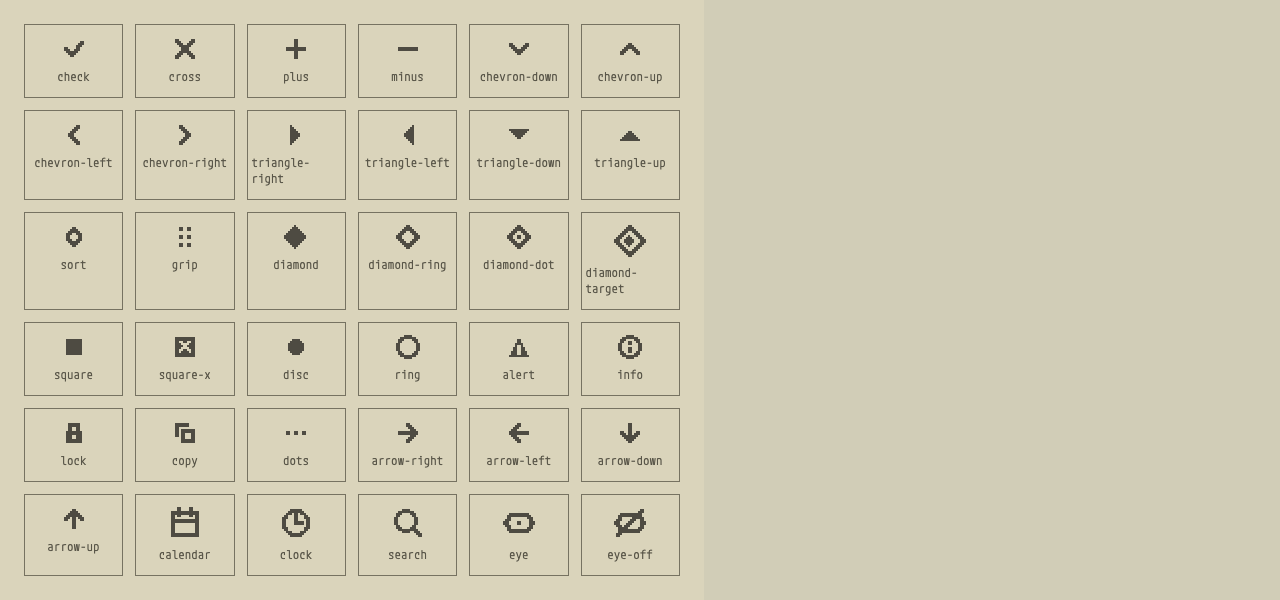 check
cross
plus
minus
chevron-down
chevron-up
chevron-left
chevron-right
triangle-
right
triangle-left
triangle-down
triangle-up
sort
grip
diamond
diamond-ring
diamond-dot
diamond-
target
square
square-x
disc
ring
alert
info
lock
copy
dots
arrow-right
arrow-left
arrow-down
arrow-up
calendar
clock
search
eye
eye-off